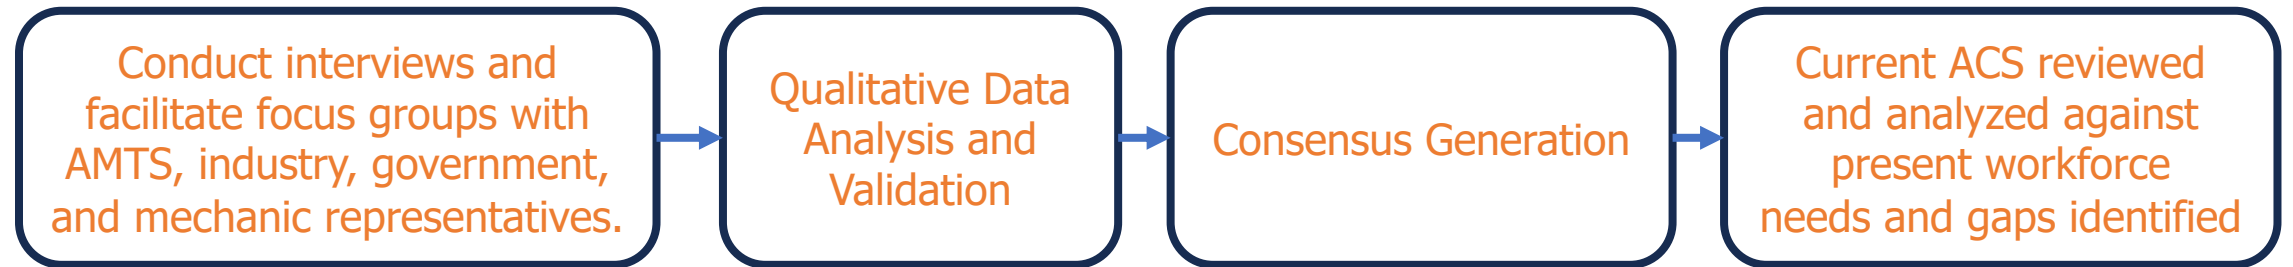 Conduct interviews and
facilitate focus groups with
AMTS, industry, government,
and mechanic representatives.
Qualitative Data
Analysis and
Validation
Consensus Generation
Current ACS reviewed
and analyzed against
present workforce
needs and gaps identified